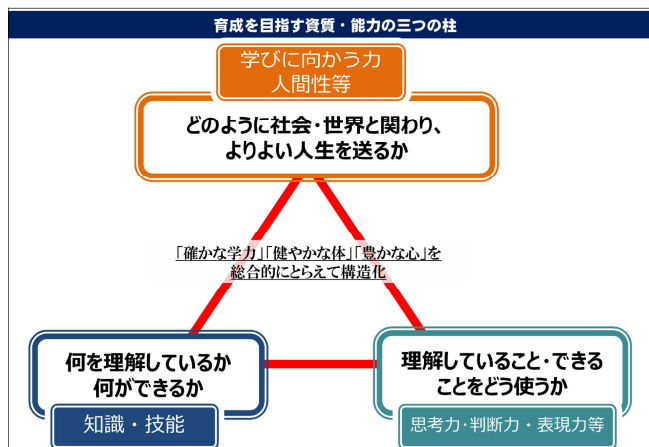 育成を目指す資質・能力の三つの柱
学びに向かう力
人間性等
どのように社会・世界と関わり、
よりよい人生を送るか
「確かな学力」「健やかな体」「豊かな心」を
総合的にとらえて構造化
何を理解しているか
何ができるか
知識・技能
理解していること・できる
ことをどう使うか
思考力・判断力・表現力等